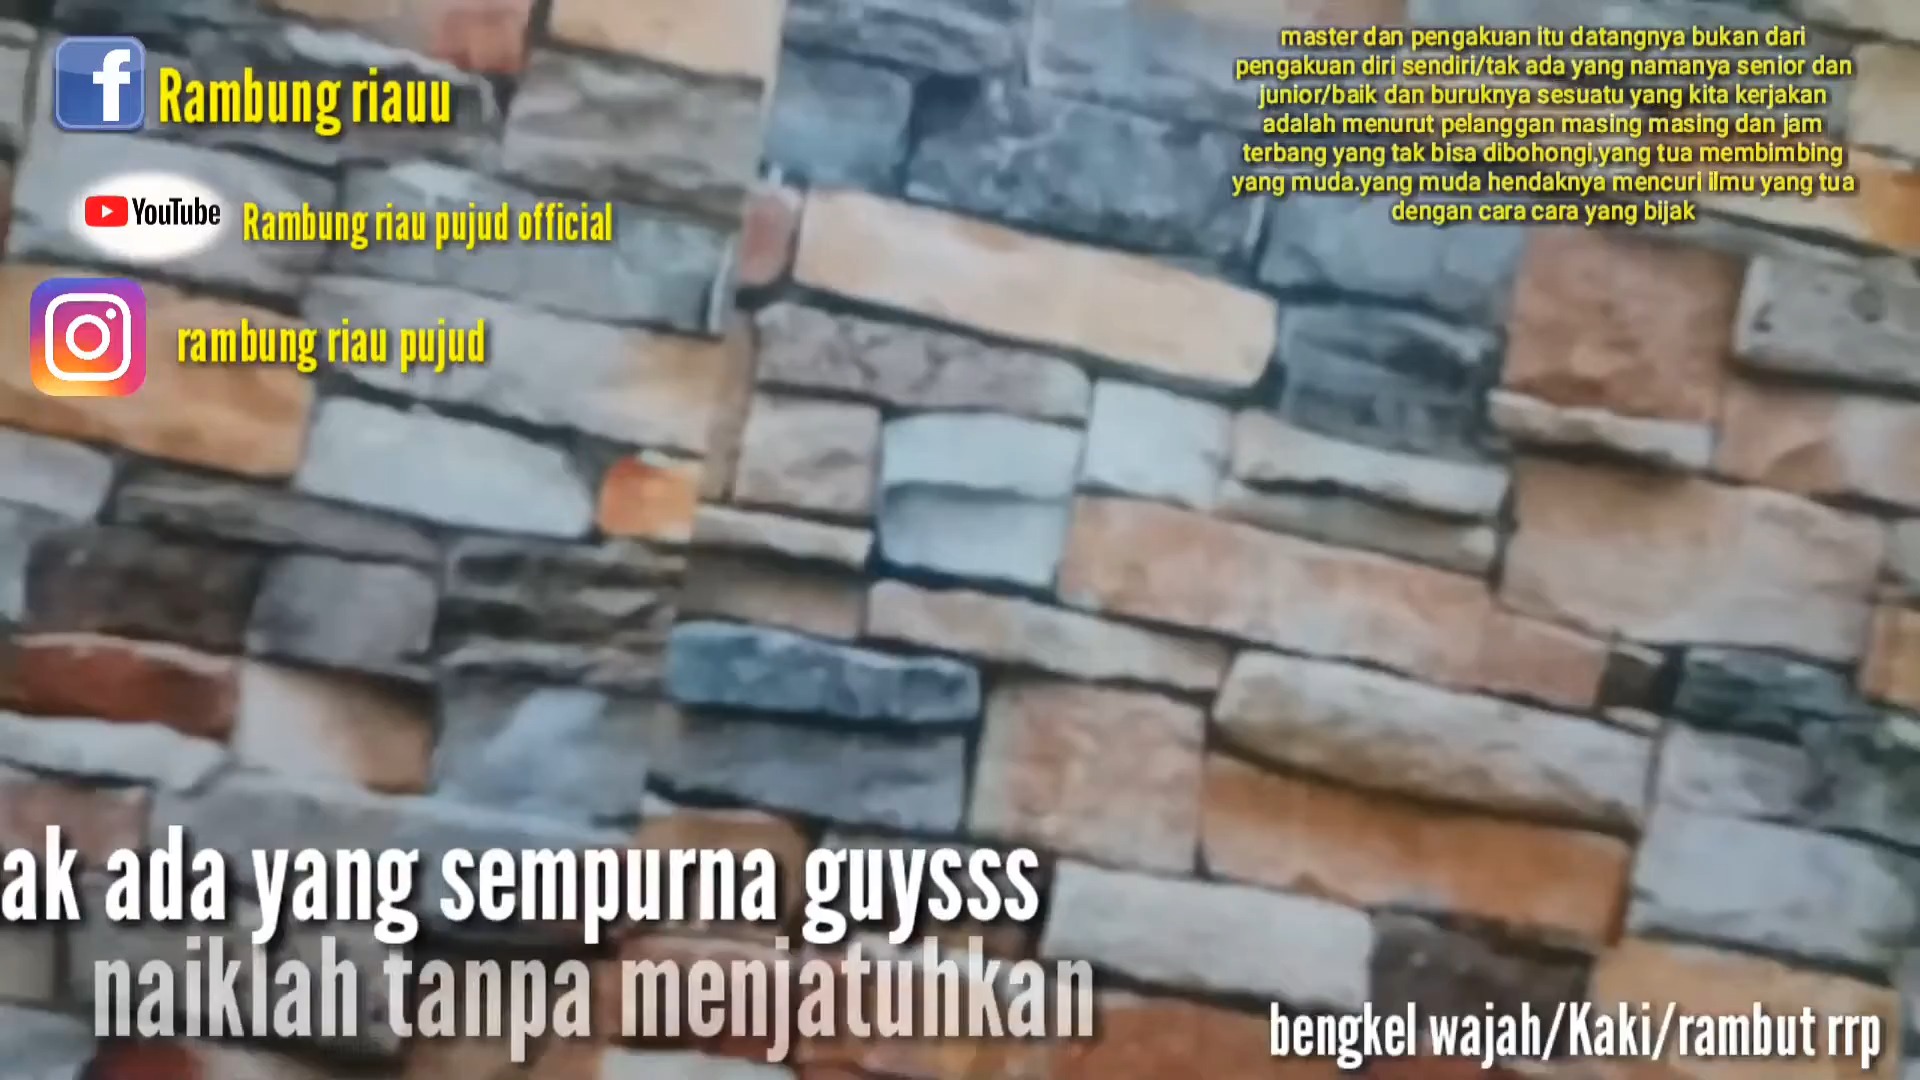 Rambung riauu
YouTube
Rambung riau pujud official
rambung riau pujud
master dan pengakuan itu datangnya bukan dari
pengakuan diri sendiri/tak ada yang namanya senior dan
junior/baik dan buruknya sesuatu yang kita kerjakan
adalah menurut pelanggan masing masing dan jam
terbang yang tak bisa dibohongi,yang tua membimbing
yang muda.yang muda hendaknya mencuri ilmu yang tua
dengan cara cara yang bijak
ak ada yang sempurna guysss
naiklah tanpa menjatuhkan
bengkel wajah/Kaki/rambut rrp